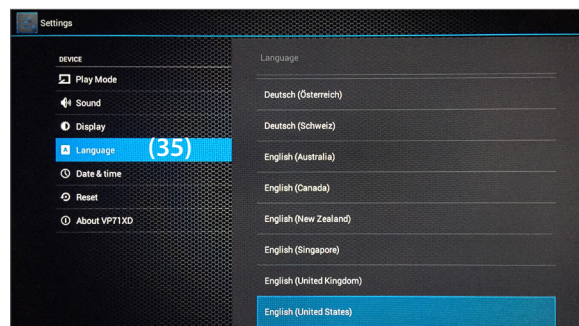 Settings
DEVICE
Play Mode
Sound
Display
Language (35)
Date & time
Reset
About VP71XD
Language
Deutsch (Österreich)
Deutsch (Schweiz)
English (Australia)
English (Canada)
English (New Zealand)
English (Singapore)
English (United Kingdom)
English (United States)